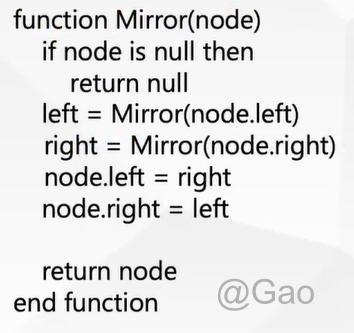 function Mirror(node)
if node is null then
return null
left = Mirror(node.left)
right = Mirror(node.right)
node.left = right
node.right = left
return node
end function
@Gao